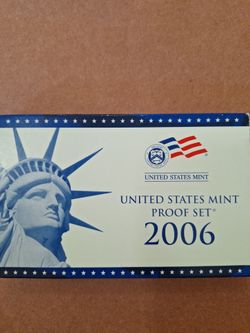 UNITED STATES MINT
UNITED STATES MINT
PROOF SET®
2006